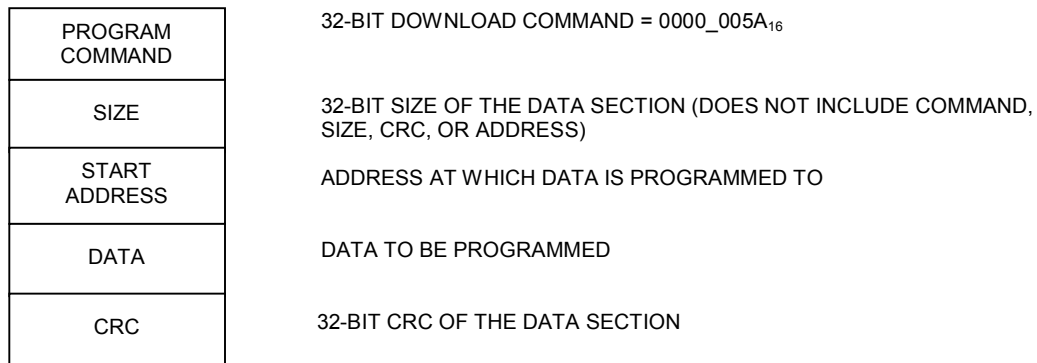 PROGRAM
COMMAND
32-BIT DOWNLOAD COMMAND = 0000_005A₁₆
SIZE
32-BIT SIZE OF THE DATA SECTION (DOES NOT INCLUDE COMMAND,
SIZE, CRC, OR ADDRESS)
START
ADDRESS
ADDRESS AT WHICH DATA IS PROGRAMMED TO
DATA
DATA TO BE PROGRAMMED
CRC
32-BIT CRC OF THE DATA SECTION